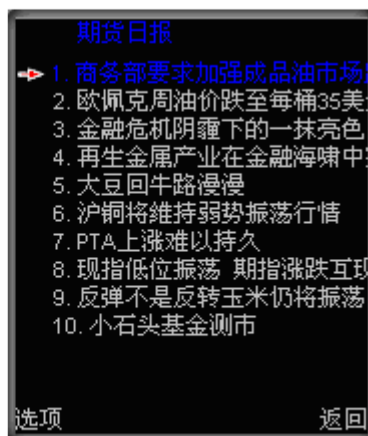 期货日报
1. 商务部要求加强成品油市场
2. 欧佩克周油价跌至每桶35美
3. 金融危机阴霾下的一抹亮色
4. 再生金属产业在金融海啸中
5. 大豆回牛路漫漫
6. 沪铜将维持弱势振荡行情
7. PTA上涨难以持久
8. 现指低位振荡 期指涨跌互现
9. 反弹不是反转玉米仍将振荡
10. 小石头基金测市
选项 返回